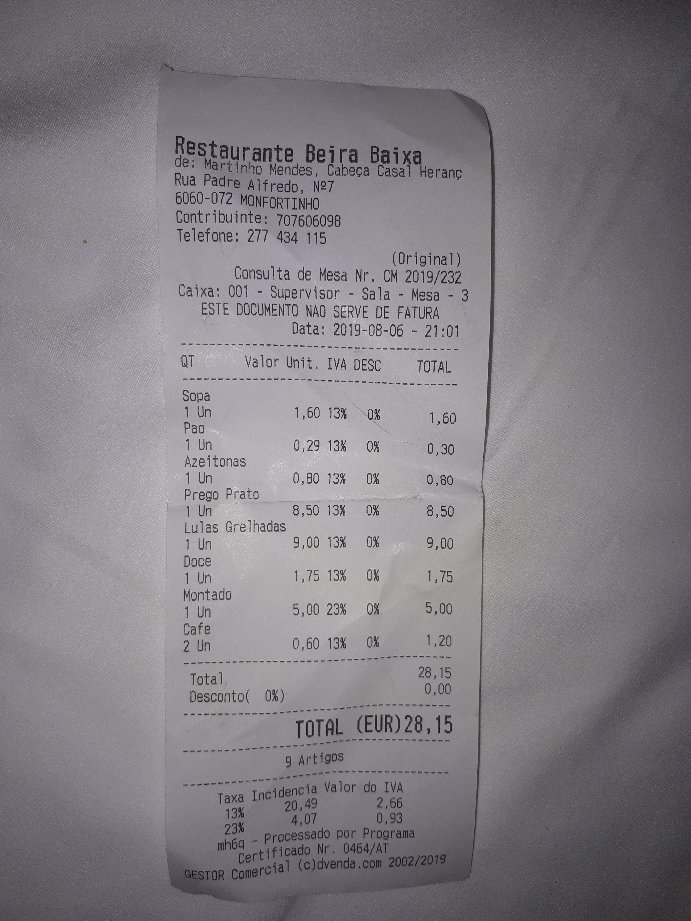 Restaurante Beira Baixa
de: Martinho Mendes, Cabeça Casal Heranç
Rua Padre Alfredo, Nº7
6060-072 MONFORTINHO
Contribuinte: 707606098
Telefone: 277 434 115
(Original)
Consulta de Mesa Nr. CM 2019/232
Caixa: 001 - Supervisor - Sala - Mesa - 3
ESTE DOCUMENTO NAO SERVE DE FATURA
Data: 2019-08-06 - 21:01
QT Valor Unit. IVA DESC TOTAL
Sopa
1 Un 1,60 13% 0% 1,60
Pao
1 Un 0,29 13% 0% 0,30
Azeitonas
1 Un 0,80 13% 0% 0,80
Prego Prato
1 Un 8,50 13% 0% 8,50
Lulas Grelhadas
1 Un 9,00 13% 0% 9,00
Doce
1 Un 1,75 13% 0% 1,75
Montado
1 Un 5,00 23% 0% 5,00
Cafe
2 Un 0,60 13% 0% 1,20
Total 28,15
Desconto( 0%) 0,00
TOTAL (EUR)28,15
9 Artigos
Taxa Incidencia Valor do IVA
13% 20,49 2,66
23% 4,07 0,93
mh6q - Processado por Programa
Certificado Nr. 0464/AT
GESTOR Comercial (c)dvenda.com 2002/2019